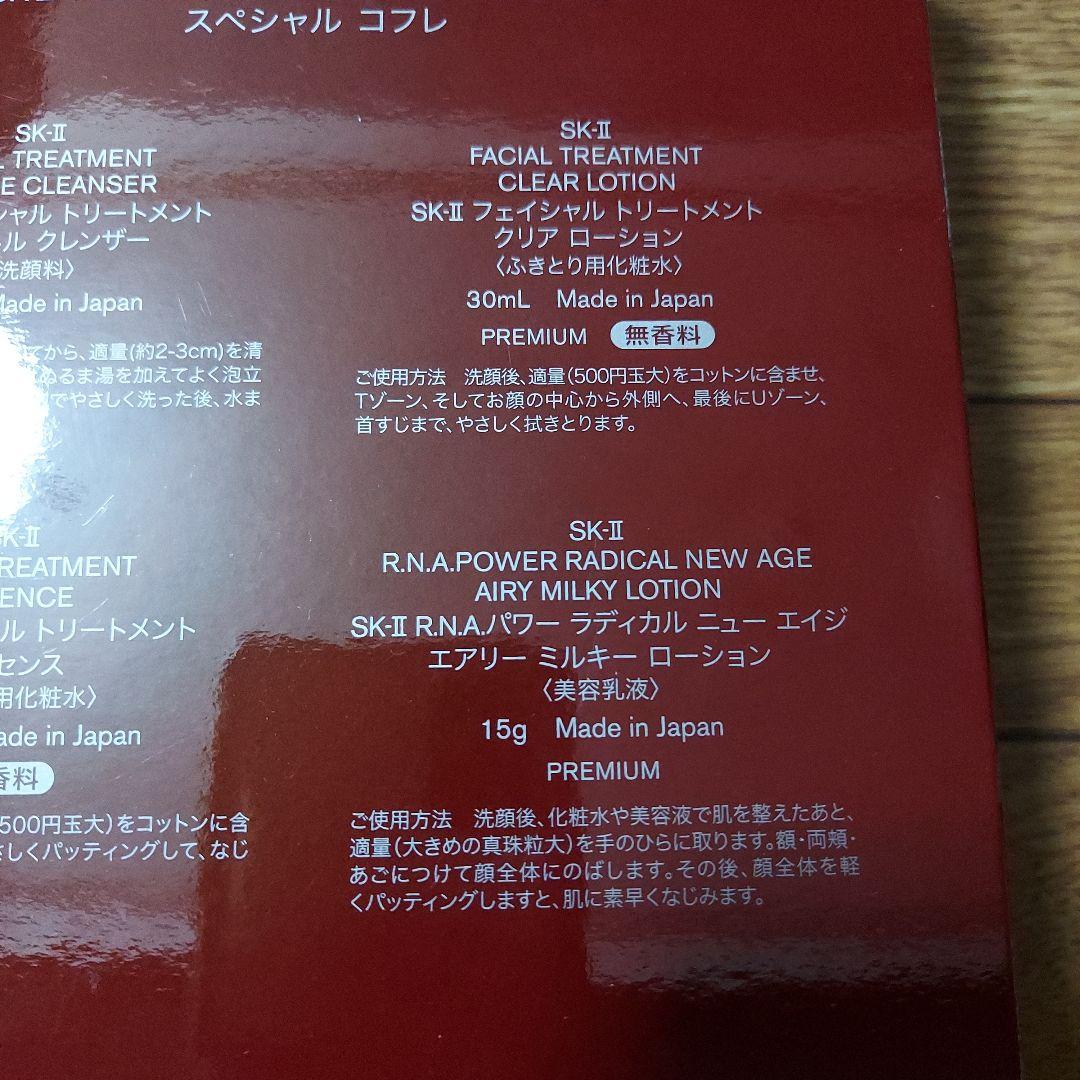 スペシャル コフレ
SK-II
TREATMENT
CLEANSER
シャル トリートメント
クレンザー
洗顔料〉
Made in Japan
てから、適量(約2-3cm)を清
ぬるま湯を加えてよく泡立
でやさしく洗った後、水ま
SK-II
FACIAL TREATMENT
CLEAR LOTION
SK-II フェイシャル トリートメント
クリア ローション
〈ふきとり用化粧水〉
30mL Made in Japan
PREMIUM 無香料
ご使用方法 洗顔後、適量(500円玉大)をコットンに含ませ、
Tゾーン、そしてお顔の中心から外側へ、最後にUゾーン、
首すじまで、やさしく拭きとります。
K-II
REATMENT
ENCE
ル トリートメント
センス
用化粧水〉
ade in Japan
香料
500円玉大)をコットンに含
さしくパッティングして、なじ
SK-II
R.N.A.POWER RADICAL NEW AGE
AIRY MILKY LOTION
SK-II R.N.A.パワー ラディカル ニュー エイジ
エアリー ミルキー ローション
〈美容乳液〉
15g Made in Japan
PREMIUM
ご使用方法 洗顔後、化粧水や美容液で肌を整えたあと、
適量(大きめの真珠粒大)を手のひらに取ります。額・両頬・
あごにつけて顔全体にのばします。その後、顔全体を軽
くパッティングしますと、肌に素早くなじみます。